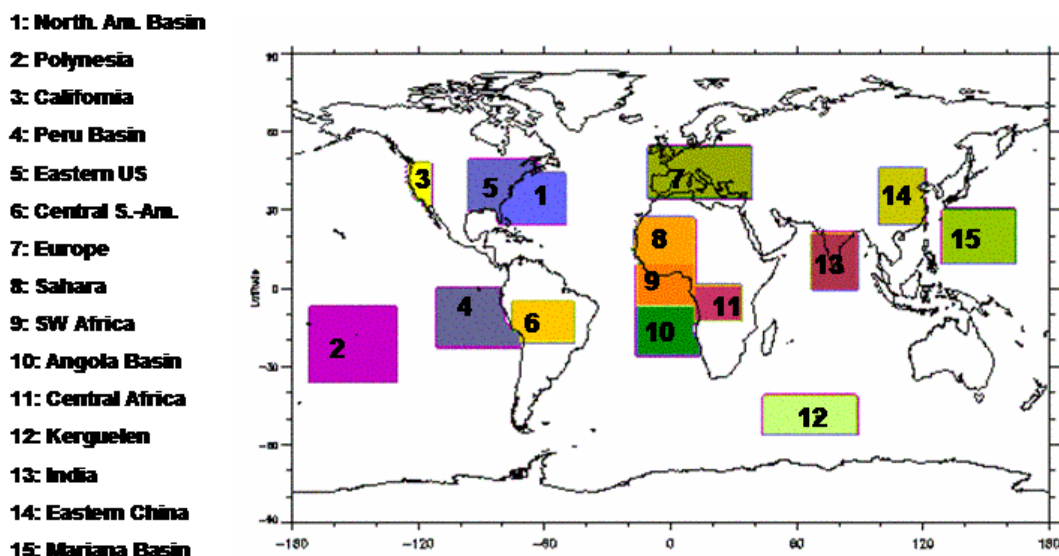 1: North. Am. Basin
2: Polynesia
3: California
4: Peru Basin
5: Eastern US
6: Central S.-Am.
7: Europe
8: Sahara
9: SW Africa
10: Angola Basin
11: Central Africa
12: Kerguelen
13: India
14: Eastern China
15: Mariana Basin
90
60
30
0
-30
-60
-90
Latitude
-180
-120
-60
0
60
120
180
3
5
1
7
14
8
15
13
9
4
11
6
10
2
12